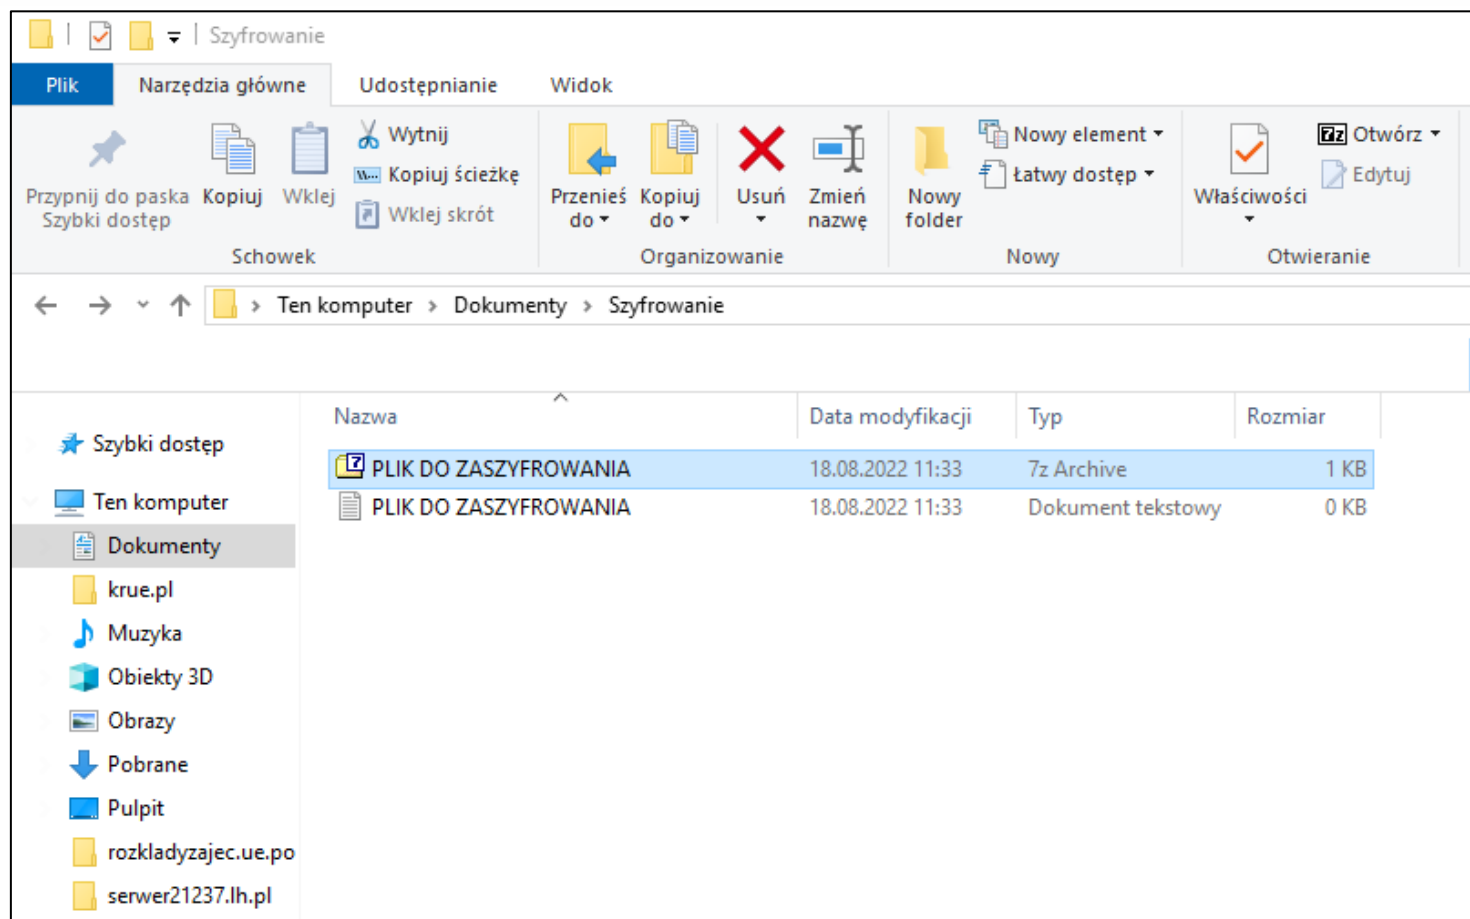 Szyfrowanie
Plik Narzędzia główne Udostępnianie Widok
Przypnij do paska Szybki dostęp
Kopiuj
Wklej
Wytnij
Kopiuj ścieżkę
Wklej skrót
Przenieś do
Kopiuj do
Usuń
Zmień nazwę
Nowy folder
Nowy element
Łatwy dostęp
Właściwości
Otwórz
Edytuj
Schowek Organizowanie Nowy Otwieranie
Ten komputer Dokumenty Szyfrowanie
Nazwa Data modyfikacji Typ Rozmiar
PLIK DO ZASZYFROWANIA 18.08.2022 11:33 7z Archive 1 KB
PLIK DO ZASZYFROWANIA 18.08.2022 11:33 Dokument tekstowy 0 KB
Szybki dostęp
Ten komputer
Dokumenty
krue.pl
Muzyka
Obiekty 3D
Obrazy
Pobrane
Pulpit
rozkladyzajec.ue.po
serwer21237.lh.pl